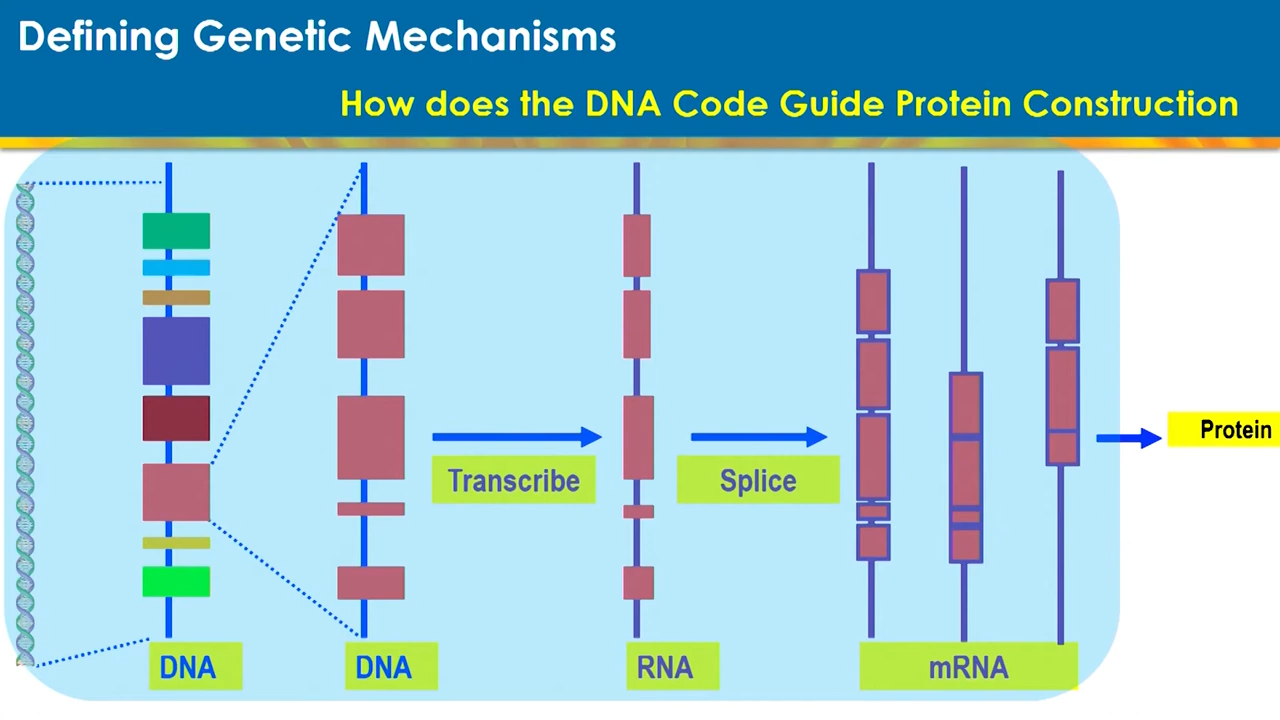 Defining Genetic Mechanisms
How does the DNA Code Guide Protein Construction
Transcribe
Splice
Protein
DNA
DNA
RNA
mRNA